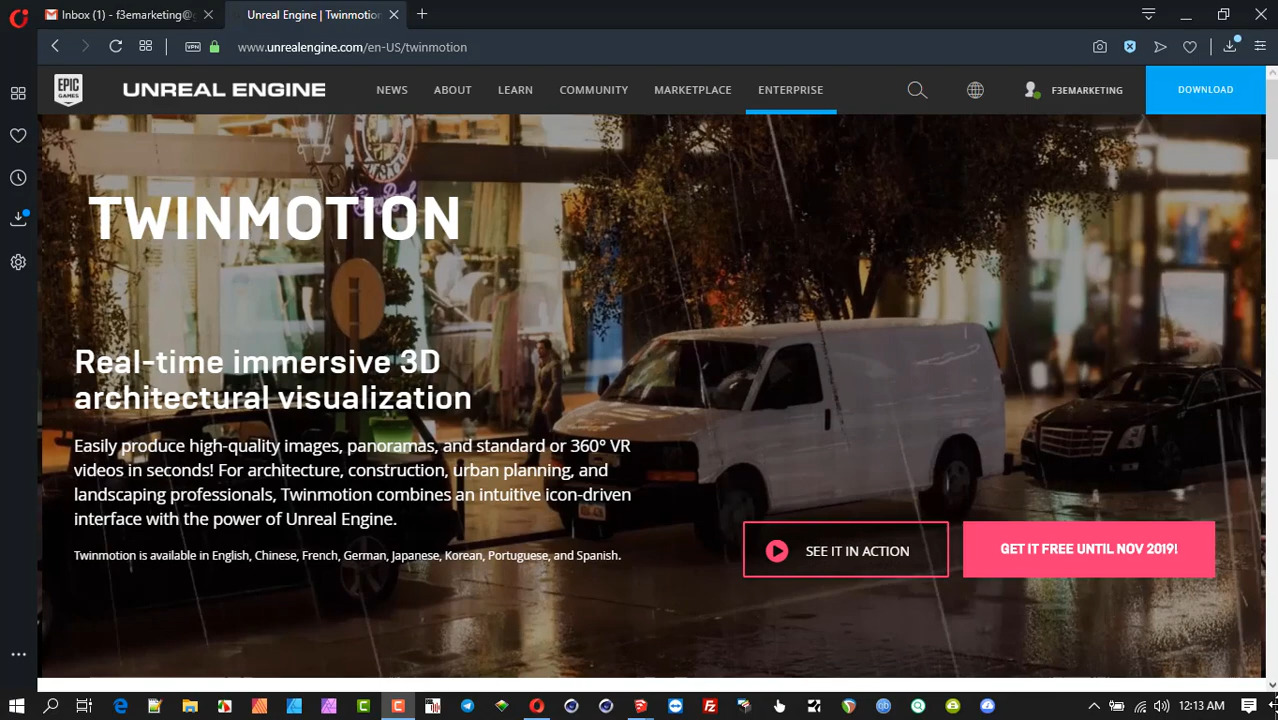 Inbox (1) - f3emarketing@g
Unreal Engine | Twinmotion
VPN
www.unrealengine.com/en-US/twinmotion
EPIC GAMES
UNREAL ENGINE
NEWS
ABOUT
LEARN
COMMUNITY
MARKETPLACE
ENTERPRISE
F3EMARKETING
DOWNLOAD
TWINMOTION
Real-time immersive 3D
architectural visualization
Easily produce high-quality images, panoramas, and standard or 360° VR
videos in seconds! For architecture, construction, urban planning, and
landscaping professionals, Twinmotion combines an intuitive icon-driven
interface with the power of Unreal Engine.
Twinmotion is available in English, Chinese, French, German, Japanese, Korean, Portuguese, and Spanish.
SEE IT IN ACTION
GET IT FREE UNTIL NOV 2019!
12:13 AM